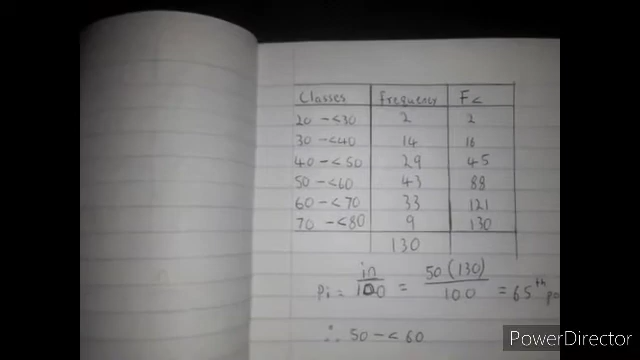 Classes Frequency F<
20 - <30 2 2
30 - <40 14 16
40 - <50 29 45
50 - <60 43 88
60 - <70 33 121
70 - <80 9 130
130
Pi = in/100 = 50(130)/100 = 65th
∴ 50 - < 60
PowerDirector